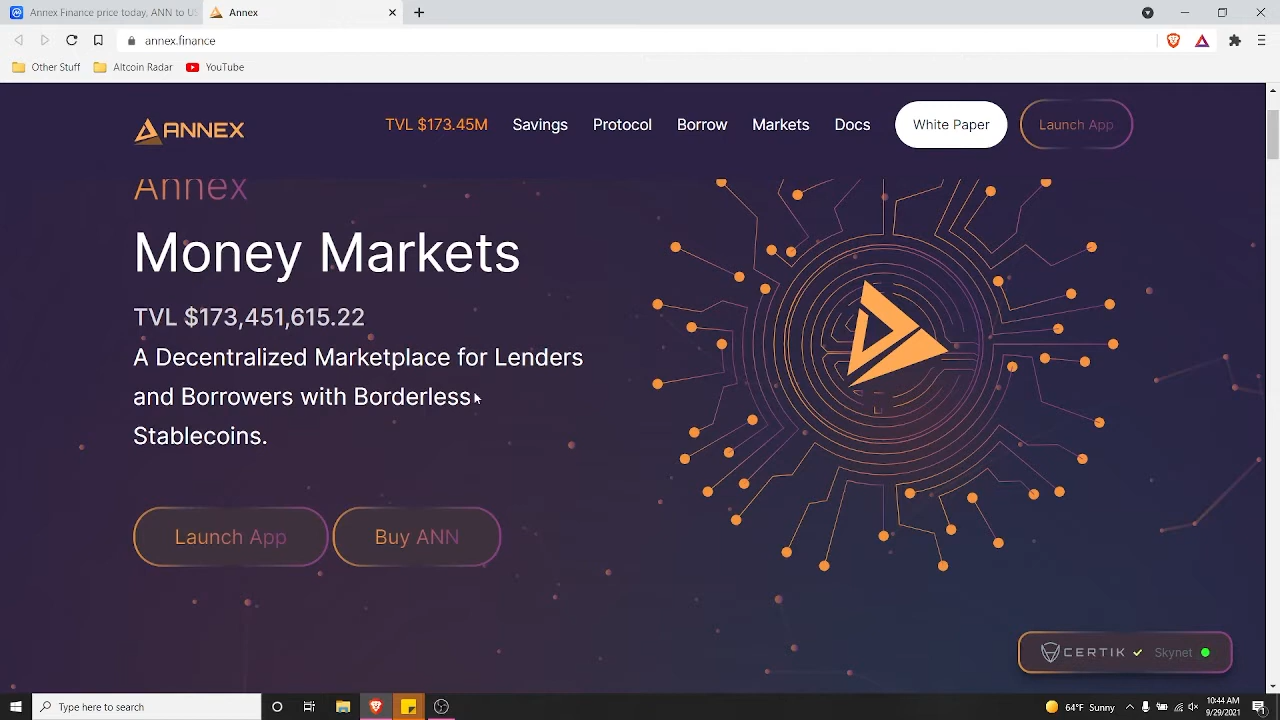 Annex Finance price today, ANN to US
Annex
annex.finance
Other Stuff
Altcoin Radar
YouTube
ANNEX
TVL $173.45M
Savings
Protocol
Borrow
Markets
Docs
White Paper
Launch App
Annex
Money Markets
TVL $173,451,615.22
A Decentralized Marketplace for Lenders
and Borrowers with Borderless
Stablecoins.
Launch App
Buy ANN
CERTIK
Skynet
Type here to search
64°F Sunny
10:44 AM
9/29/2021